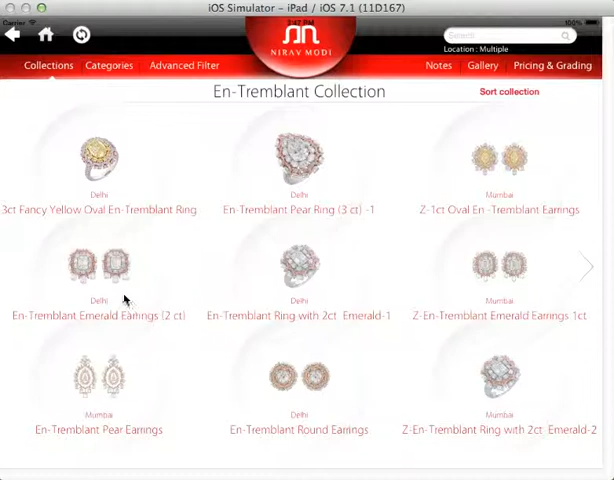 iOS Simulator – iPad / iOS 7.1 (11D167)
Carrier
3:47 PM
100%
NIRAV MODI
Search
Location : Multiple
Collections
Categories
Advanced Filter
Notes
Gallery
Pricing & Grading
En-Tremblant Collection
Sort collection
Delhi
Delhi
Mumbai
3ct Fancy Yellow Oval En-Tremblant Ring
En-Tremblant Pear Ring (3 ct) -1
Z-1ct Oval En -Tremblant Earrings
Delhi
Delhi
Mumbai
En-Tremblant Emerald Earrings (2 ct)
En-Tremblant Ring with 2ct Emerald-1
Z-En-Tremblant Emerald Earrings 1ct
Mumbai
Delhi
Mumbai
En-Tremblant Pear Earrings
En-Tremblant Round Earrings
Z-En-Tremblant Ring with 2ct Emerald-2